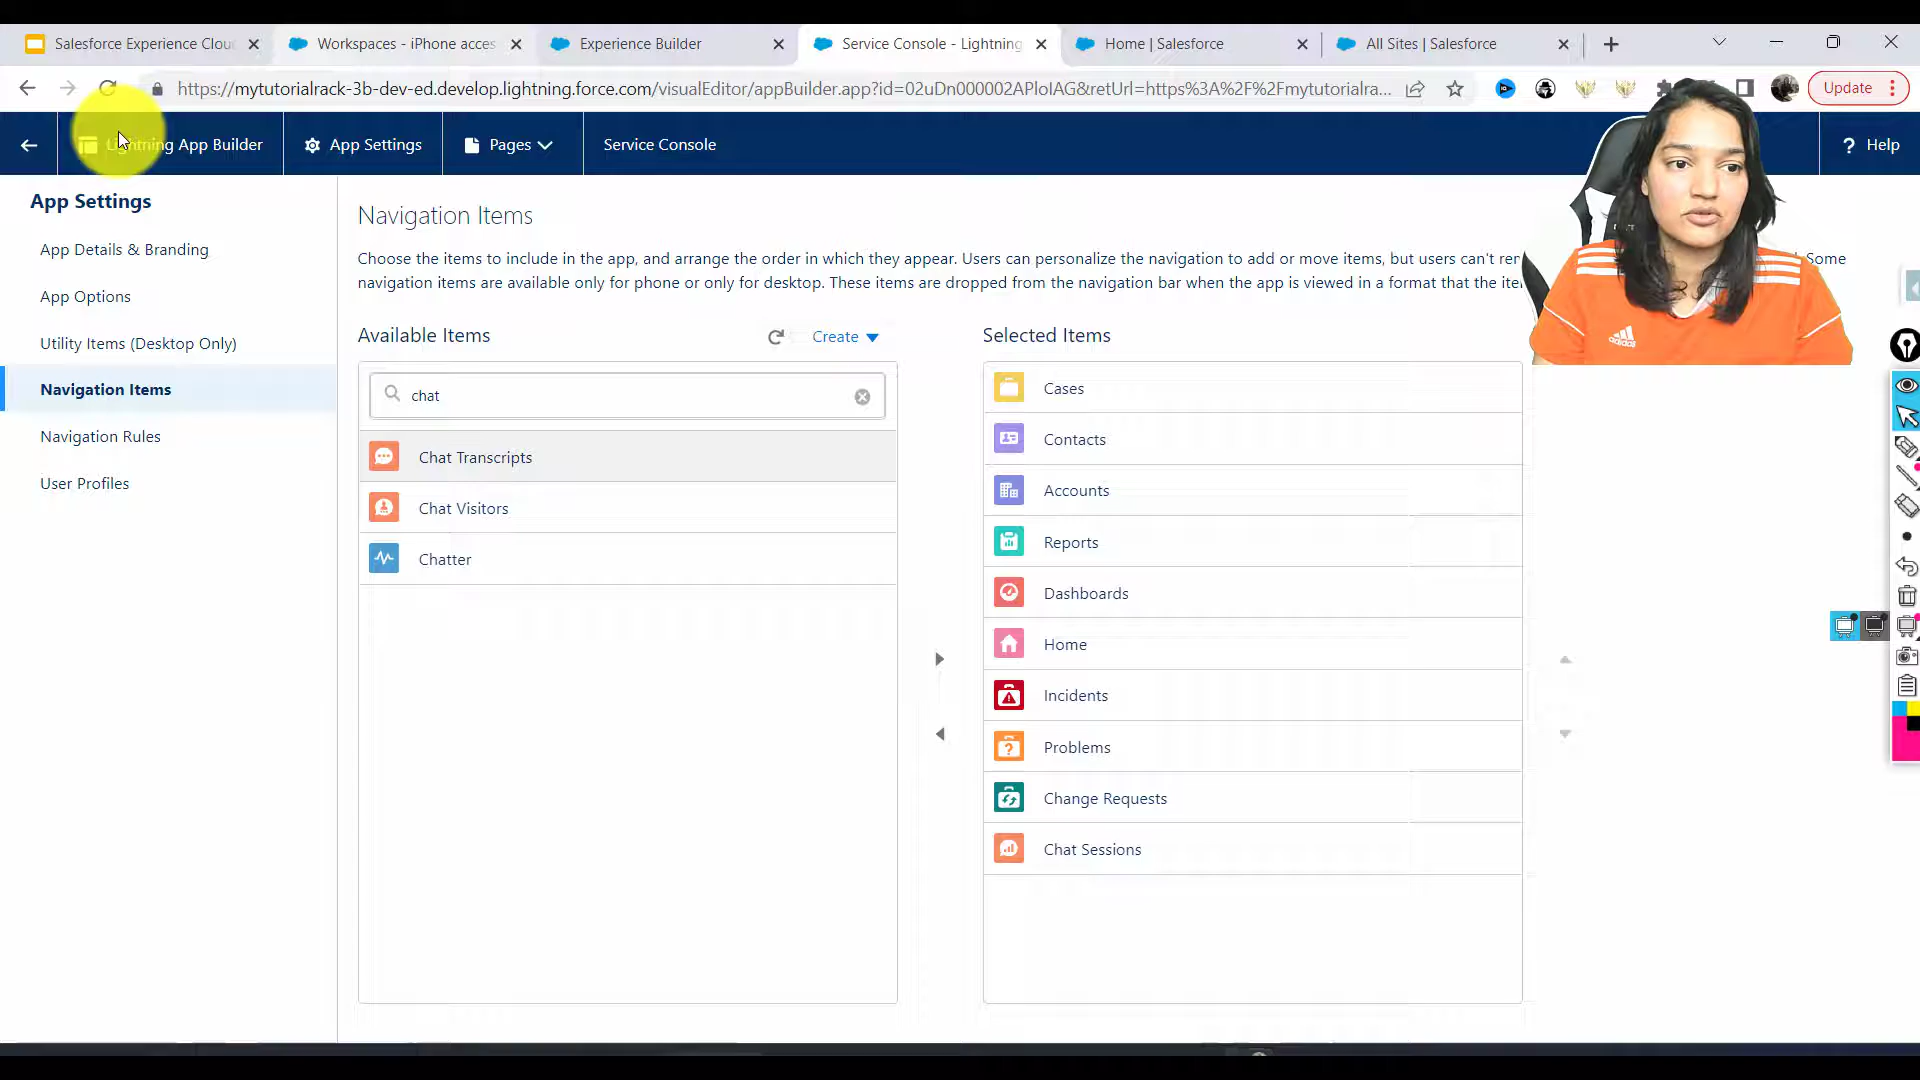 Salesforce Experience Clou
Workspaces - iPhone acces
Experience Builder
Service Console - Lightning
Home | Salesforce
All Sites | Salesforce
https://mytutorialrack-3b-dev-ed.develop.lightning.force.com/visualEditor/appBuilder.app?id=02uDn000002APloIAG&retUrl=https%3A%2F%2Fmytutorialra...
Update
Lightning App Builder
App Settings
Pages
Service Console
? Help
App Settings
App Details & Branding
App Options
Utility Items (Desktop Only)
Navigation Items
Navigation Rules
User Profiles
Navigation Items
Choose the items to include in the app, and arrange the order in which they appear. Users can personalize the navigation to add or move items, but users can't Some
navigation items are available only for phone or only for desktop. These items are dropped from the navigation bar when the app is viewed in a format that the
Available Items
Create
chat
Chat Transcripts
Chat Visitors
Chatter
Selected Items
Cases
Contacts
Accounts
Reports
Dashboards
Home
Incidents
Problems
Change Requests
Chat Sessions
adidas